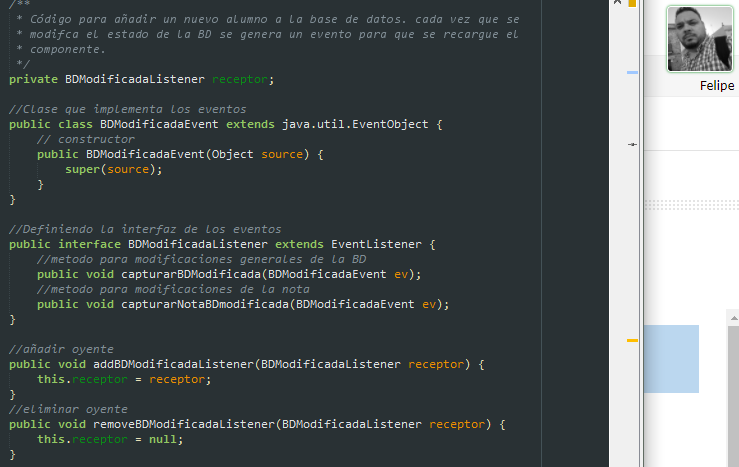 /**
* Código para añadir un nuevo alumno a la base de datos. cada vez que se
* modifca el estado de la BD se genera un evento para que se recargue el
* componente.
*/
private BDModificadaListener receptor;
//Clase que implementa los eventos
public class BDModificadaEvent extends java.util.EventObject {
// constructor
public BDModificadaEvent(Object source) {
super(source);
}
}
//Definiendo la interfaz de los eventos
public interface BDModificadaListener extends EventListener {
//metodo para modificaciones generales de la BD
public void capturarBDModificada(BDModificadaEvent ev);
//metodo para modificaciones de la nota
public void capturarNotaBDmodificada(BDModificadaEvent ev);
}
//añadir oyente
public void addBDModificadaListener(BDModificadaListener receptor) {
this.receptor = receptor;
}
//eliminar oyente
public void removeBDModificadaListener(BDModificadaListener receptor) {
this.receptor = null;
}
Felipe